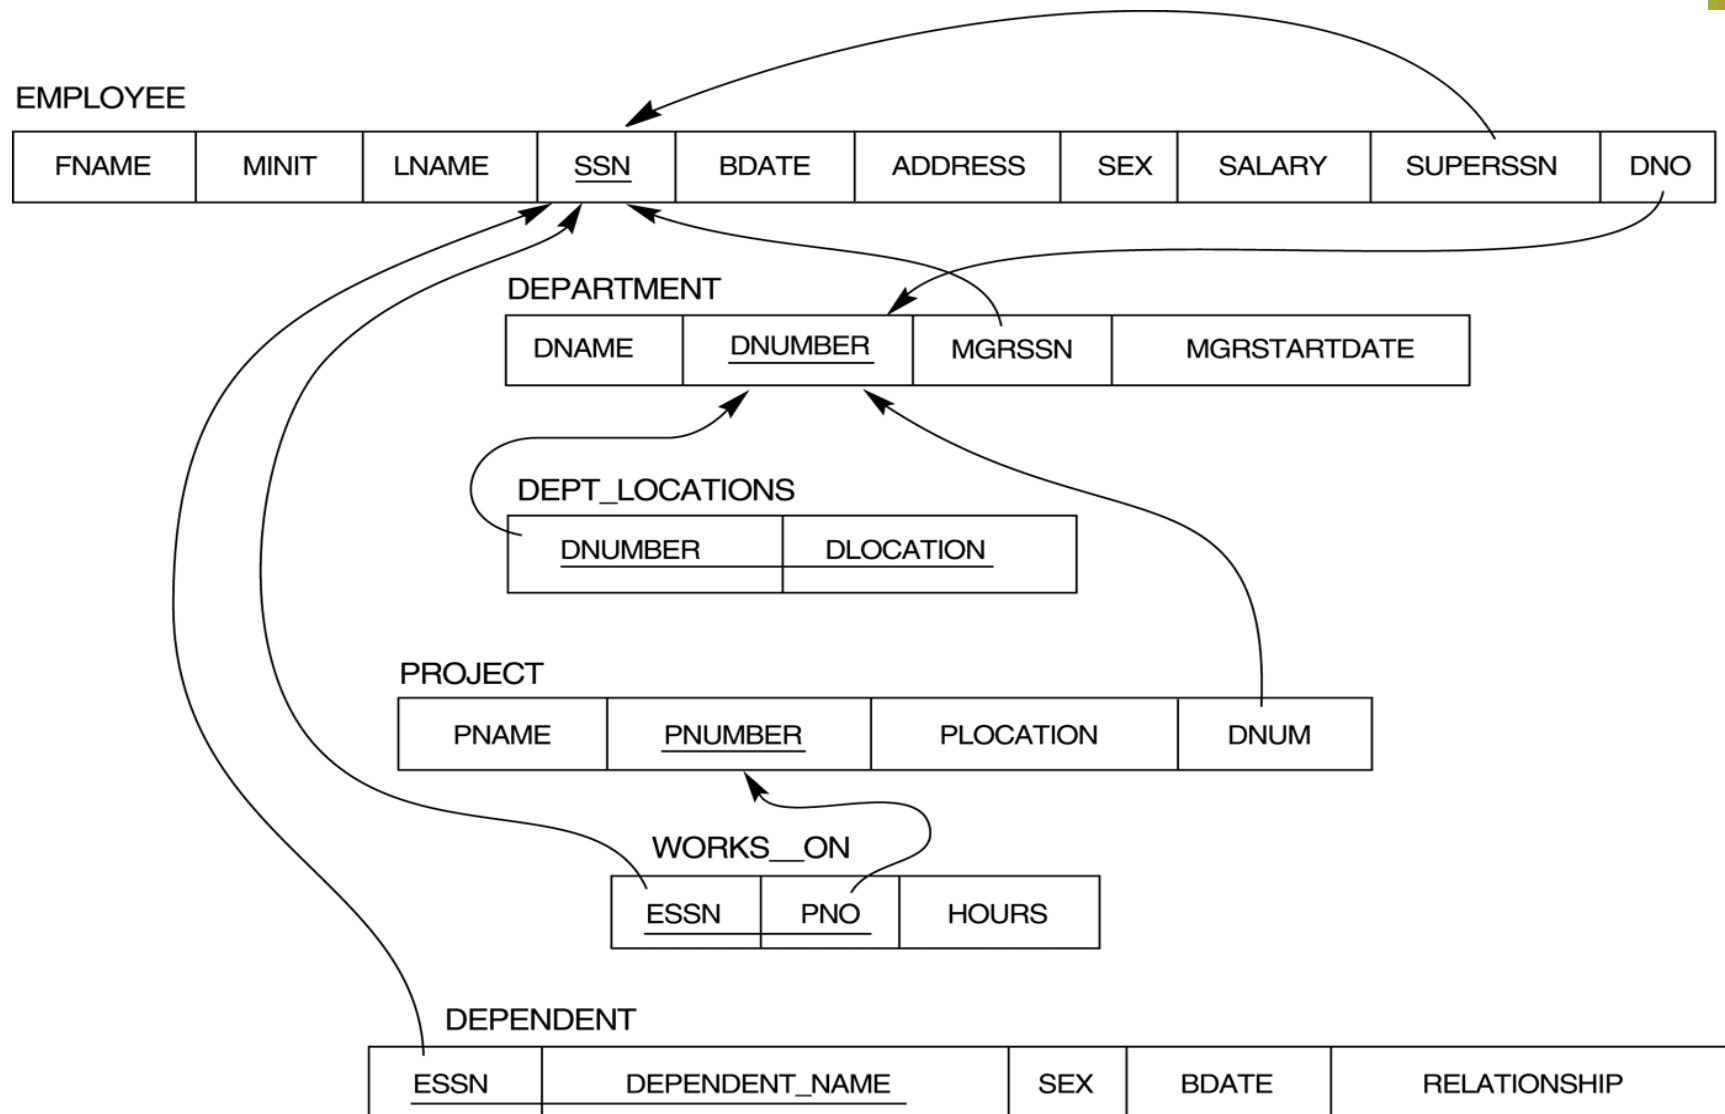 EMPLOYEE
FNAME MINIT LNAME SSN BDATE ADDRESS SEX SALARY SUPERSSN DNO
DEPARTMENT
DNAME DNUMBER MGRSSN MGRSTARTDATE
DEPT_LOCATIONS
DNUMBER DLOCATION
PROJECT
PNAME PNUMBER PLOCATION DNUM
WORKS__ON
ESSN PNO HOURS
DEPENDENT
ESSN DEPENDENT_NAME SEX BDATE RELATIONSHIP